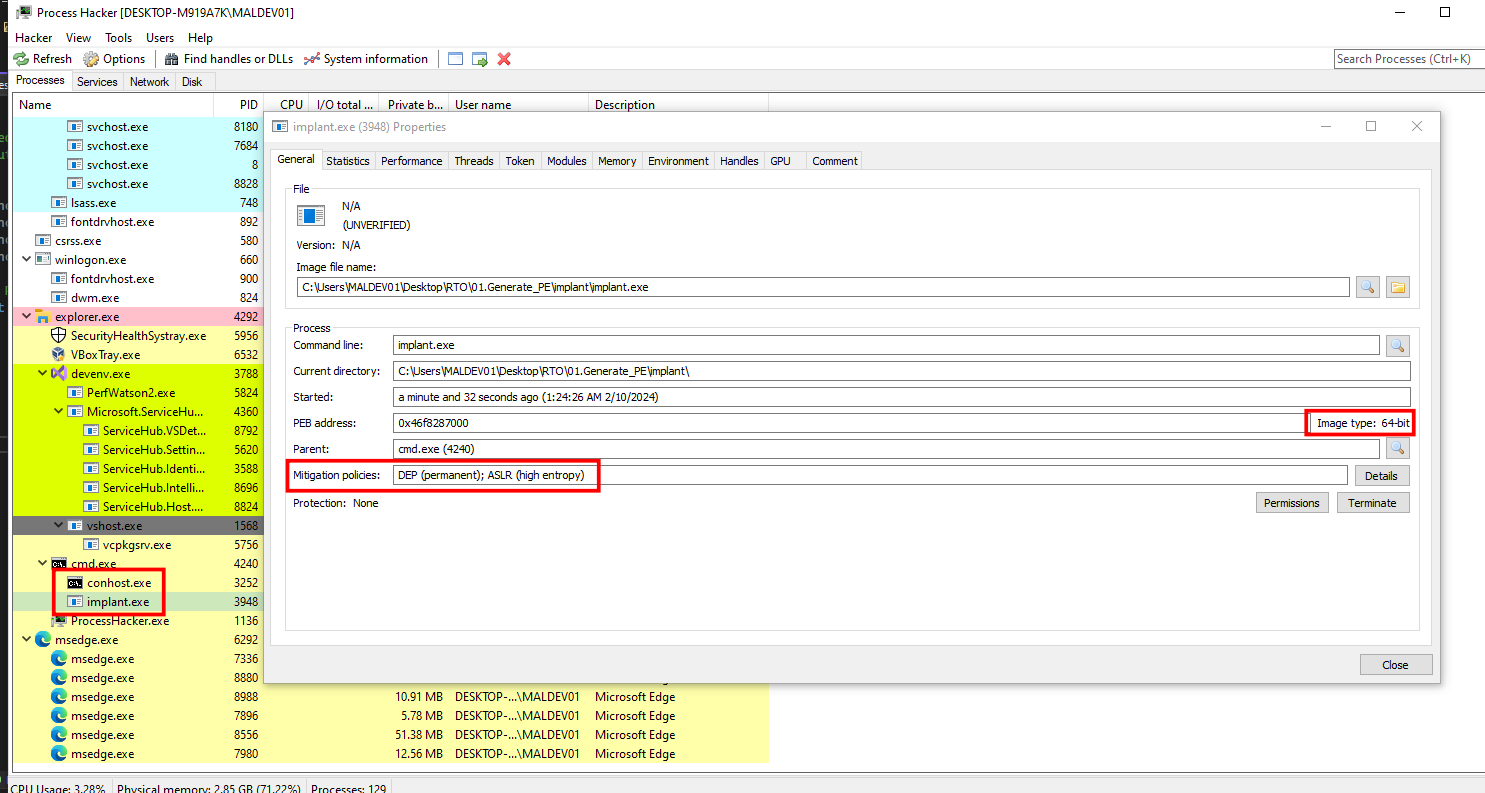 Process Hacker [DESKTOP-M919A7K\MALDEV01]
Hacker View Tools Users Help
Refresh Options Find handles or DLLs System information Search Processes (Ctrl+K)
Processes Services Network Disk
Name PID CPU I/O total ... Private b... User name Description
svchost.exe 8180
svchost.exe 7684
svchost.exe 8
svchost.exe 8828
lsass.exe 748
fontdrvhost.exe 892
csrss.exe 580
winlogon.exe 660
fontdrvhost.exe 900
dwm.exe 824
explorer.exe 4292
SecurityHealthSystray.exe 5956
VBoxTray.exe 6532
devenv.exe 3788
PerfWatson2.exe 5824
Microsoft.ServiceHu... 4360
ServiceHub.VSDet... 8792
ServiceHub.Settin... 5620
ServiceHub.Identi... 3588
ServiceHub.Intelli... 8696
ServiceHub.Host.... 8824
vshost.exe 1568
vcpkgsrv.exe 5756
cmd.exe 4240
conhost.exe 3252
implant.exe 3948
ProcessHacker.exe 1136
msedge.exe 6292
msedge.exe 7336
msedge.exe 8880
msedge.exe 8988 10.91 MB DESKTOP-...\MALDEV01 Microsoft Edge
msedge.exe 7896 5.78 MB DESKTOP-...\MALDEV01 Microsoft Edge
msedge.exe 8556 51.38 MB DESKTOP-...\MALDEV01 Microsoft Edge
msedge.exe 7980 12.56 MB DESKTOP-...\MALDEV01 Microsoft Edge
implant.exe (3948) Properties
General Statistics Performance Threads Token Modules Memory Environment Handles GPU Comment
File
N/A
(UNVERIFIED)
Version: N/A
Image file name:
C:\Users\MALDEV01\Desktop\RTO\01.Generate_PE\implant\implant.exe
Process
Command line: implant.exe
Current directory: C:\Users\MALDEV01\Desktop\RTO\01.Generate_PE\implant\
Started: a minute and 32 seconds ago (1:24:26 AM 2/10/2024)
PEB address: 0x46f8287000 Image type: 64-bit
Parent: cmd.exe (4240)
Mitigation policies: DEP (permanent); ASLR (high entropy) Details
Protection: None Permissions Terminate
Close
CPU Usage: 3.28% Physical memory: 2.85 GB (71.22%) Processes: 129